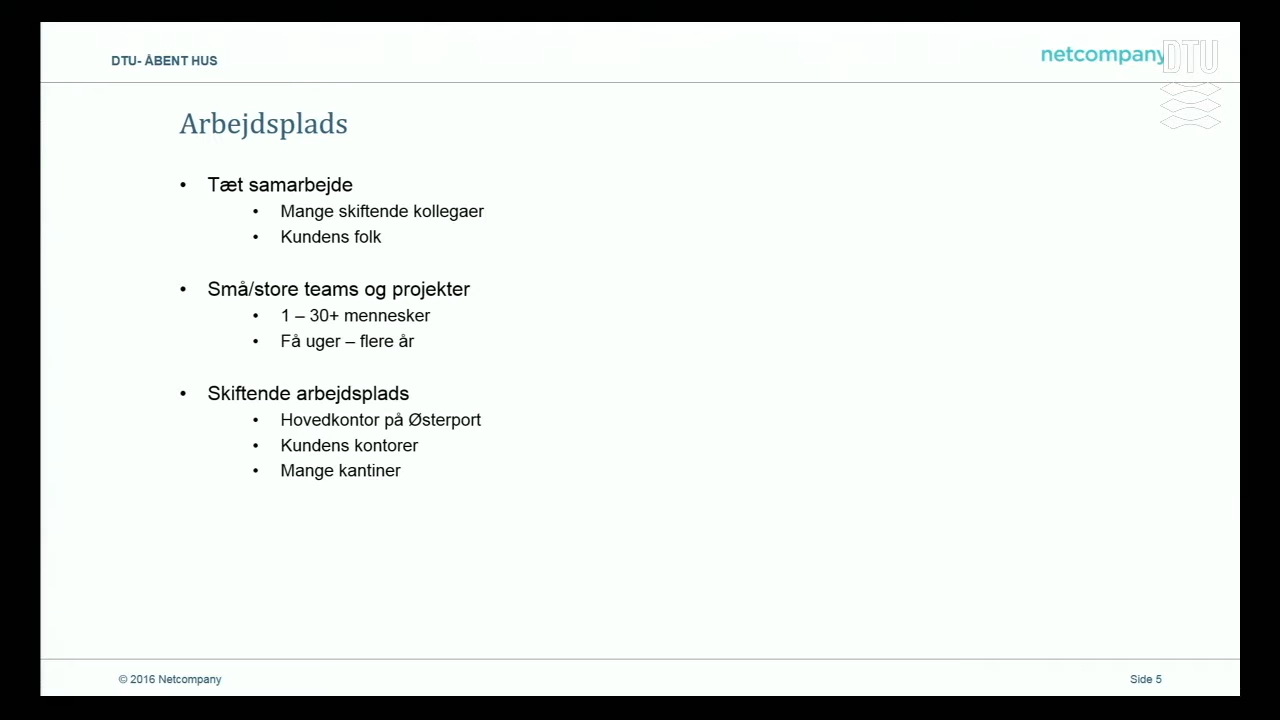 DTU- ÅBENT HUS
netcompany
DTU
Arbejdsplads
• Tæt samarbejde
• Mange skiftende kollegaer
• Kundens folk
• Små/store teams og projekter
• 1 – 30+ mennesker
• Få uger – flere år
• Skiftende arbejdsplads
• Hovedkontor på Østerport
• Kundens kontorer
• Mange kantiner
© 2016 Netcompany
Side 5